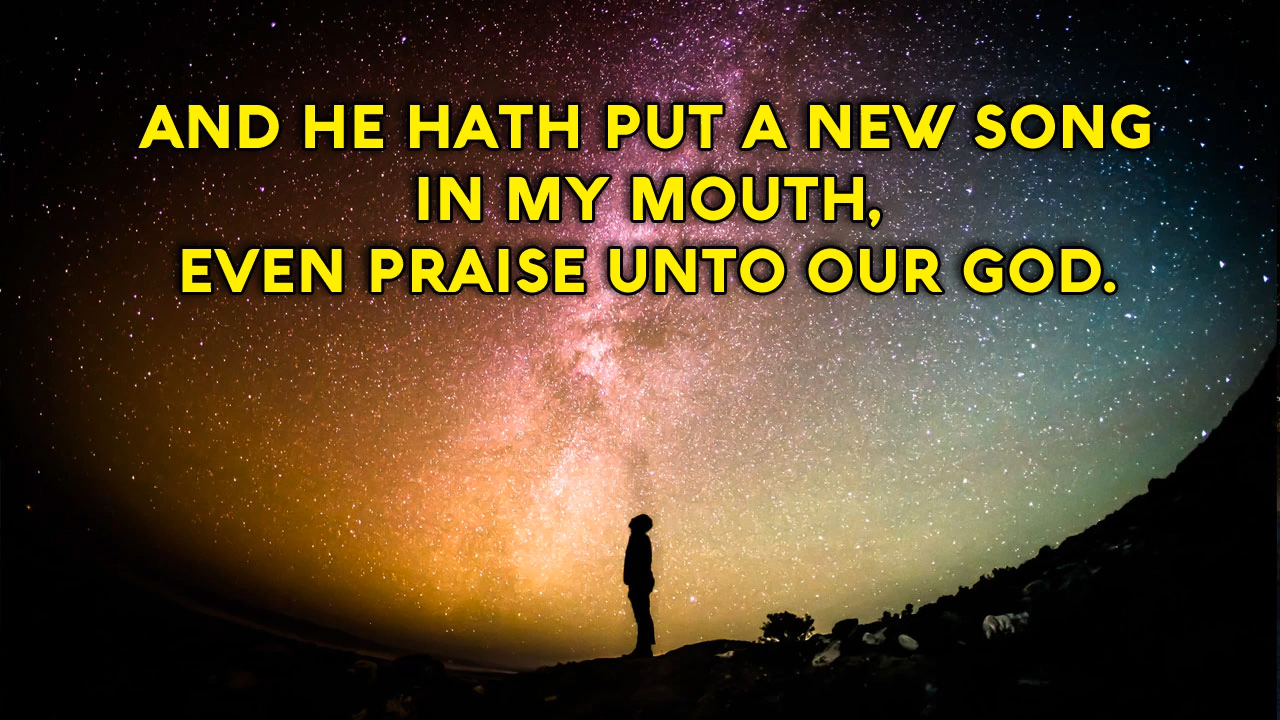 AND HE HATH PUT A NEW SONG
IN MY MOUTH,
EVEN PRAISE UNTO OUR GOD.